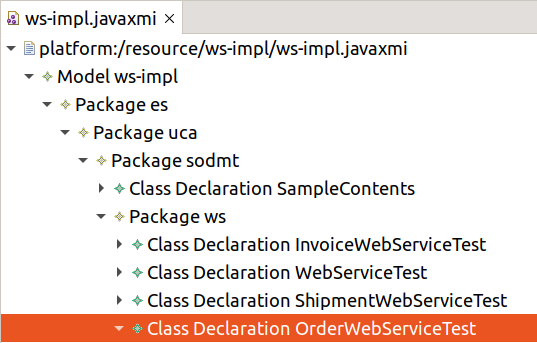 ws-impl.javaxmi
platform:/resource/ws-impl/ws-impl.javaxmi
Model ws-impl
Package es
Package uca
Package sodmt
Class Declaration SampleContents
Package ws
Class Declaration InvoiceWebServiceTest
Class Declaration WebServiceTest
Class Declaration ShipmentWebServiceTest
Class Declaration OrderWebServiceTest